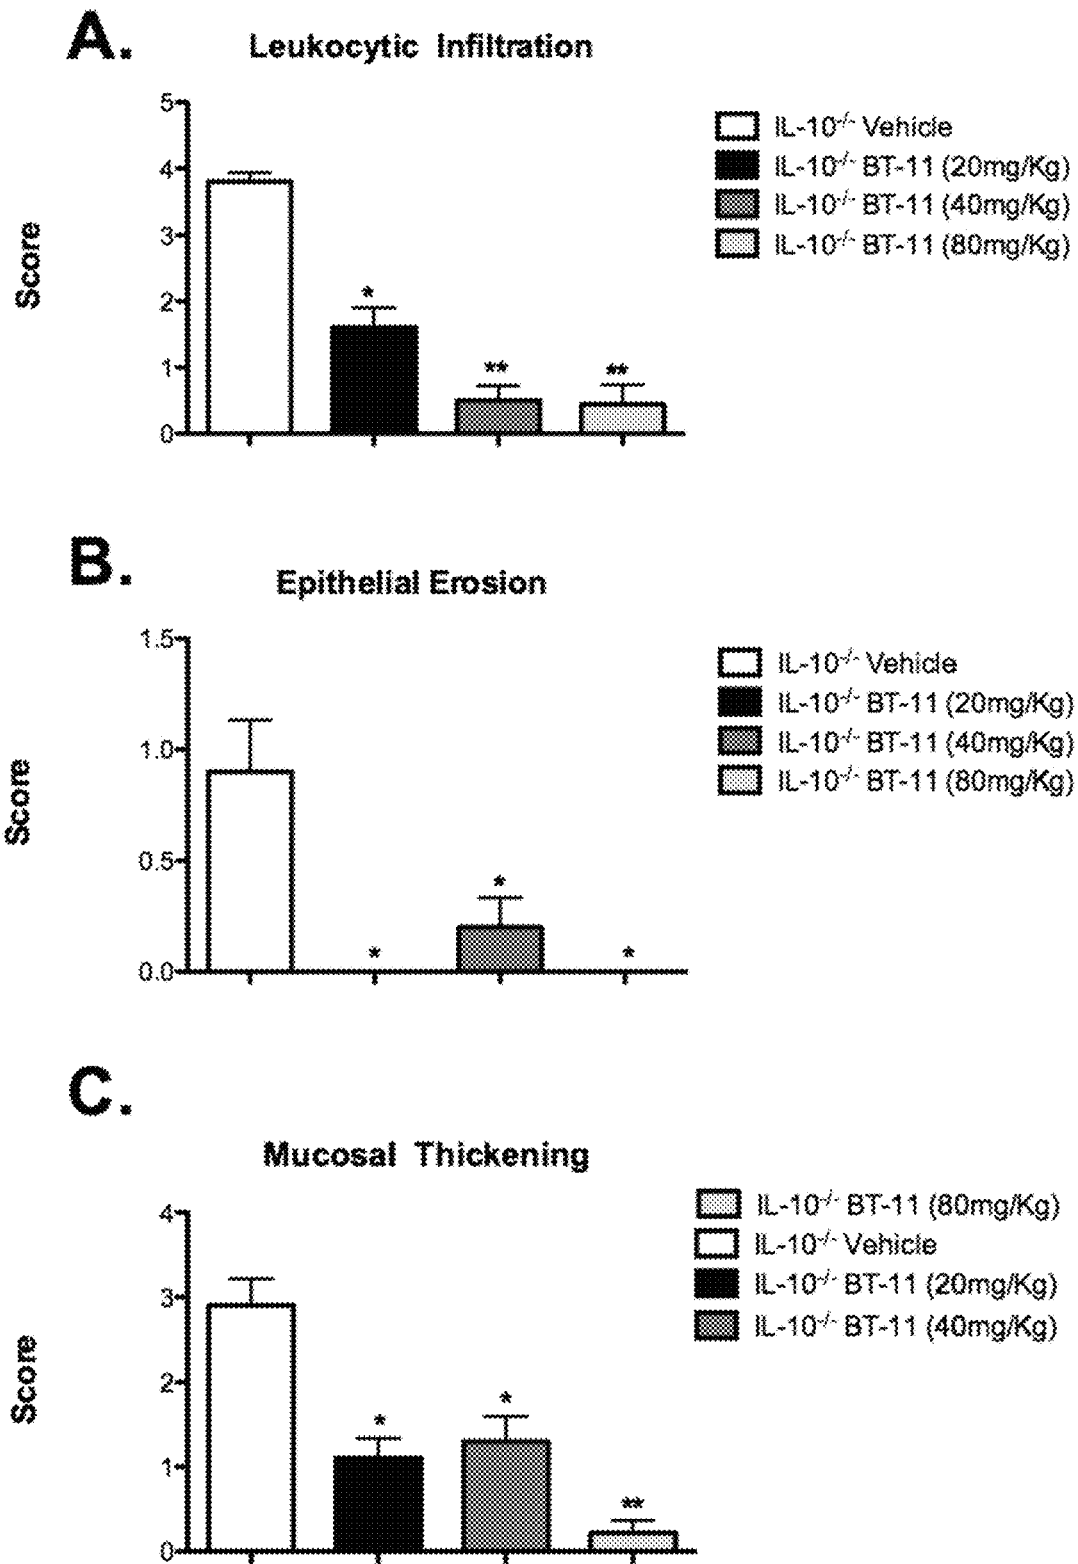 A.
Leukocytic Infiltration
Score
5
4
3
2
1
0
*
**
**
IL-10-/- Vehicle
IL-10-/- BT-11 (20mg/Kg)
IL-10-/- BT-11 (40mg/Kg)
IL-10-/- BT-11 (80mg/Kg)
B.
Epithelial Erosion
Score
1.5
1.0
0.5
0.0
*
*
*
IL-10-/- Vehicle
IL-10-/- BT-11 (20mg/Kg)
IL-10-/- BT-11 (40mg/Kg)
IL-10-/- BT-11 (80mg/Kg)
C.
Mucosal Thickening
Score
4
3
2
1
0
*
*
**
IL-10-/- BT-11 (80mg/Kg)
IL-10-/- Vehicle
IL-10-/- BT-11 (20mg/Kg)
IL-10-/- BT-11 (40mg/Kg)